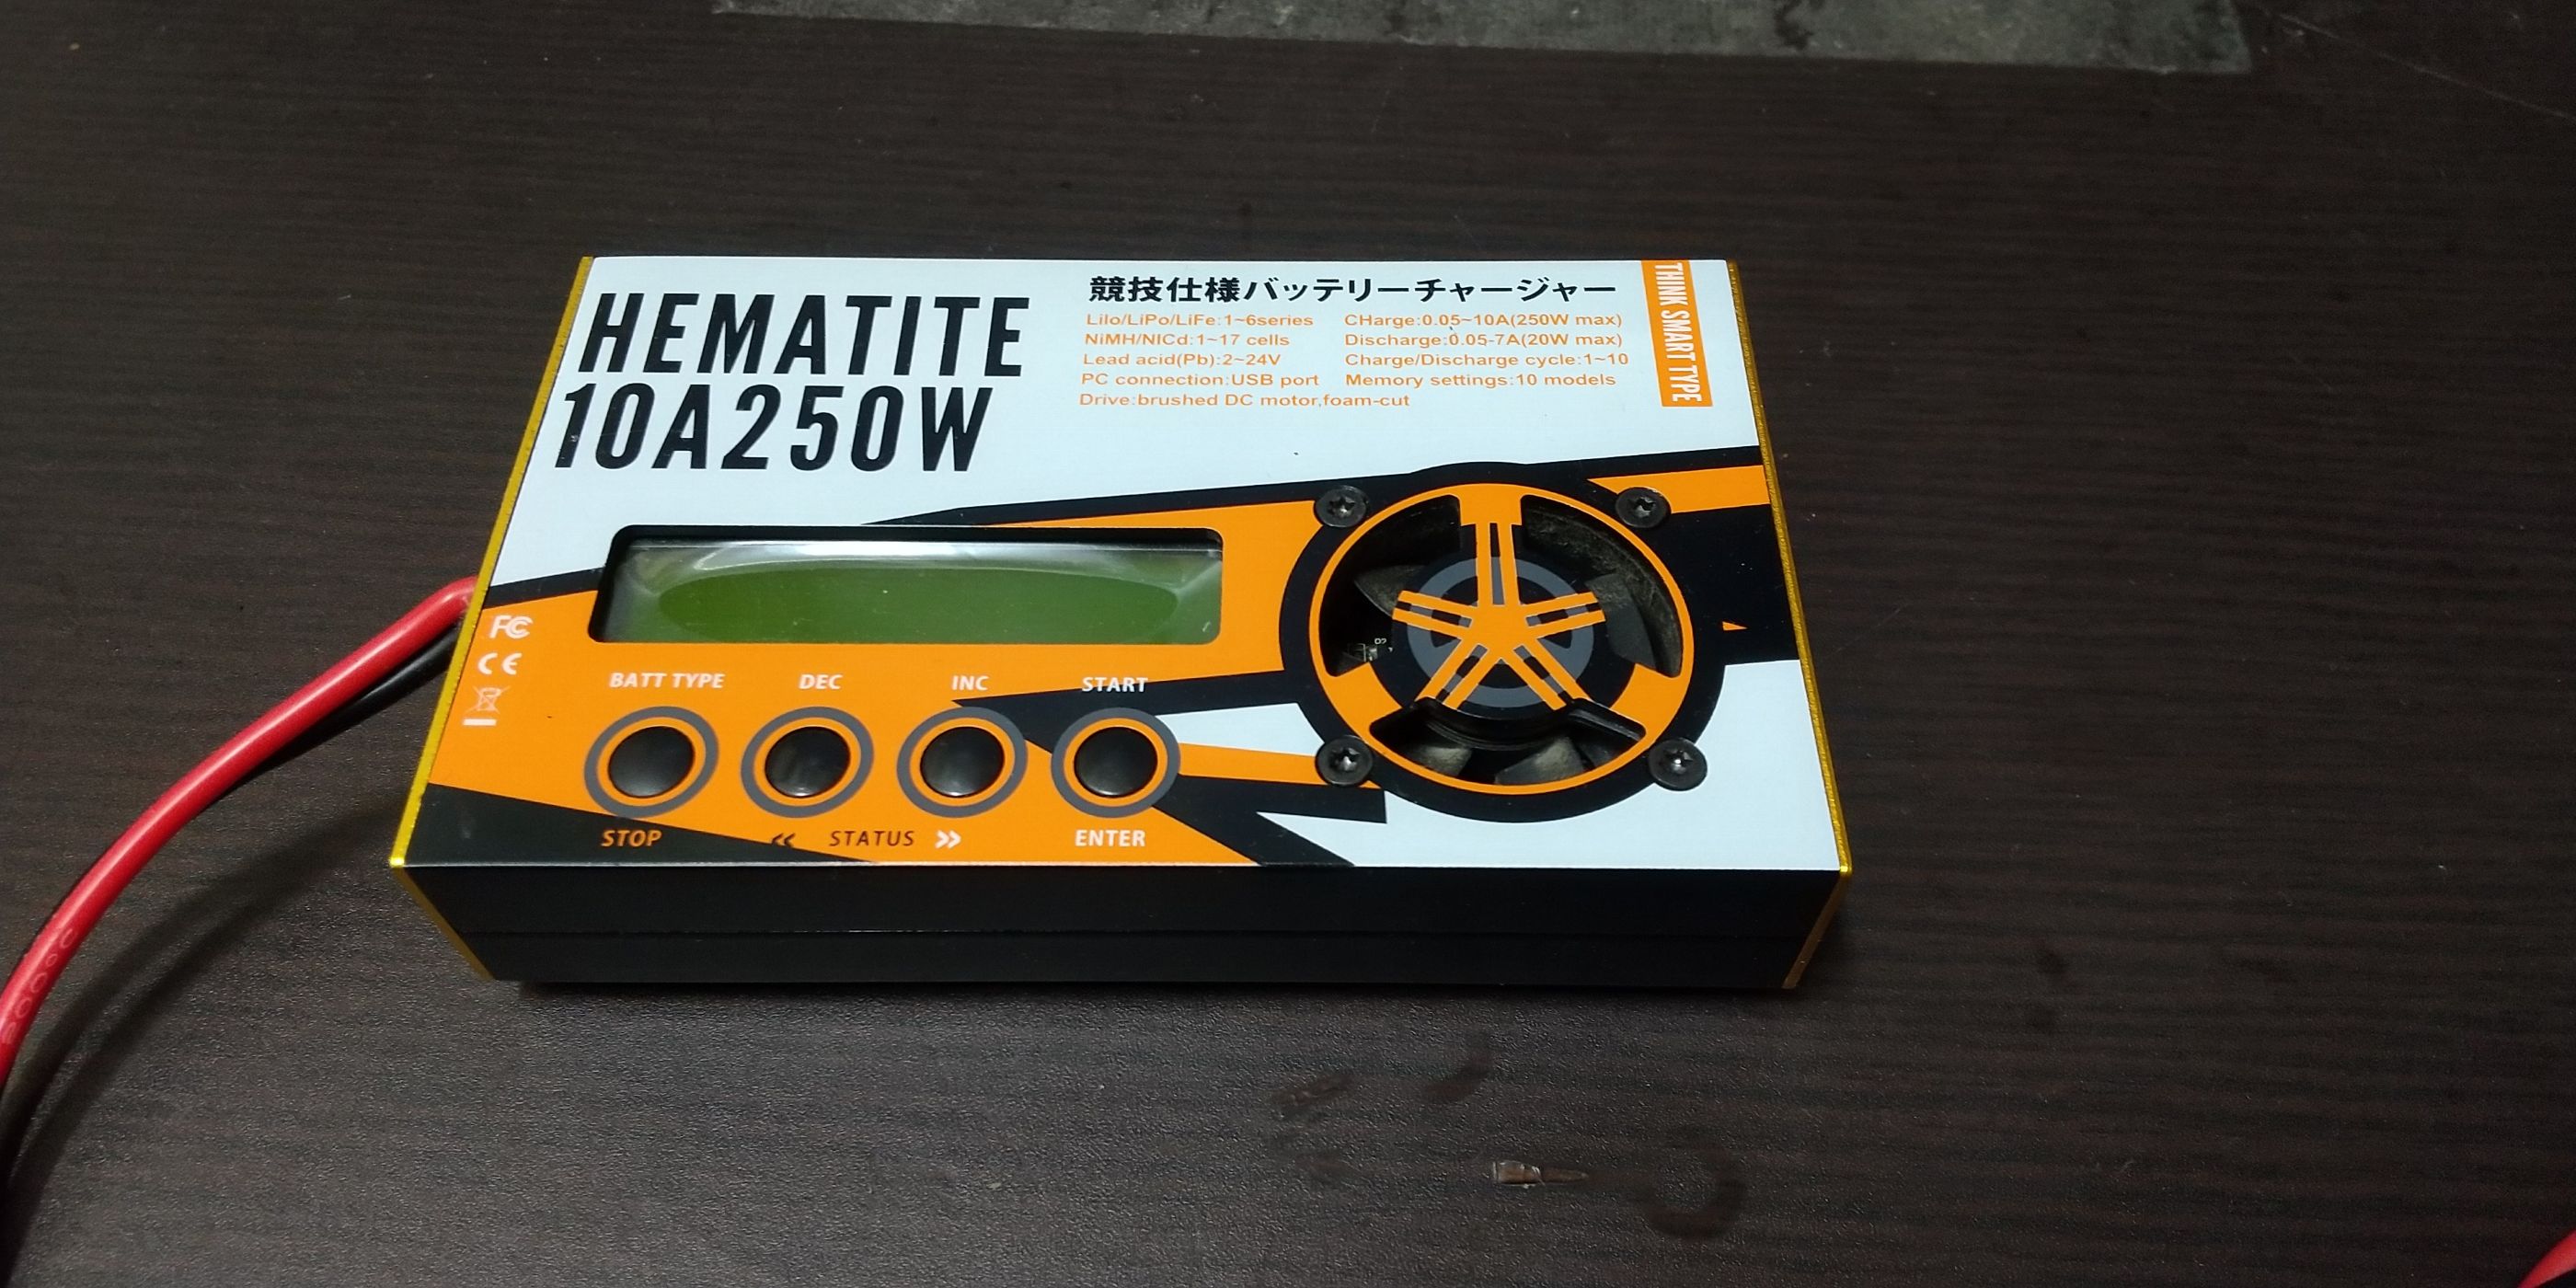 HEMATITE
10A250W
競技仕様バッテリーチャージャー
LiIo/LiPo/LiFe:1~6series
CHarge:0.05~10A(250W max)
NiMH/NICd:1~17 cells
Discharge:0.05-7A(20W max)
Lead acid(Pb):2~24V
Charge/Discharge cycle:1~10
PC connection:USB port
Memory settings:10 models
Drive:brushed DC motor,foam-cut
THINK SMART TYPE
FC
CE
BATT TYPE
DEC
INC
START
STOP
<< STATUS >>
ENTER